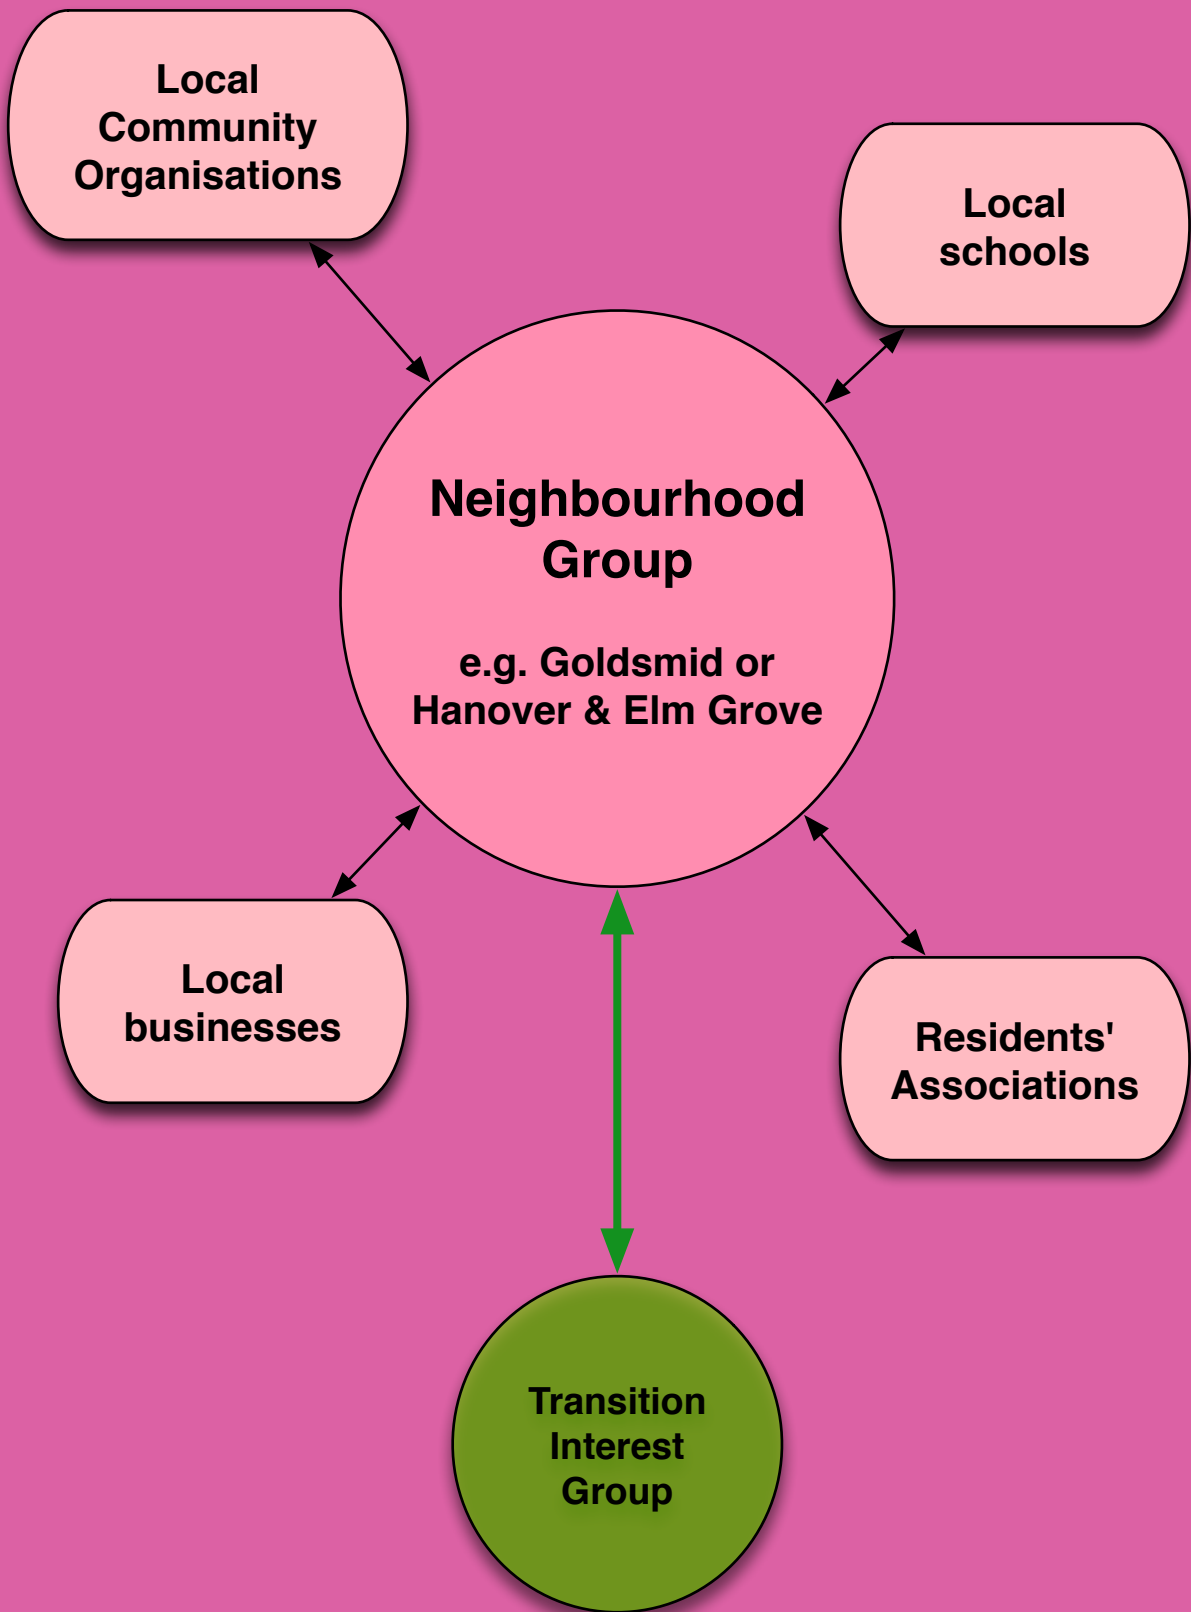 Local
Community
Organisations
Local
schools
Neighbourhood
Group
e.g. Goldsmid or
Hanover & Elm Grove
Local
businesses
Residents'
Associations
Transition
Interest
Group